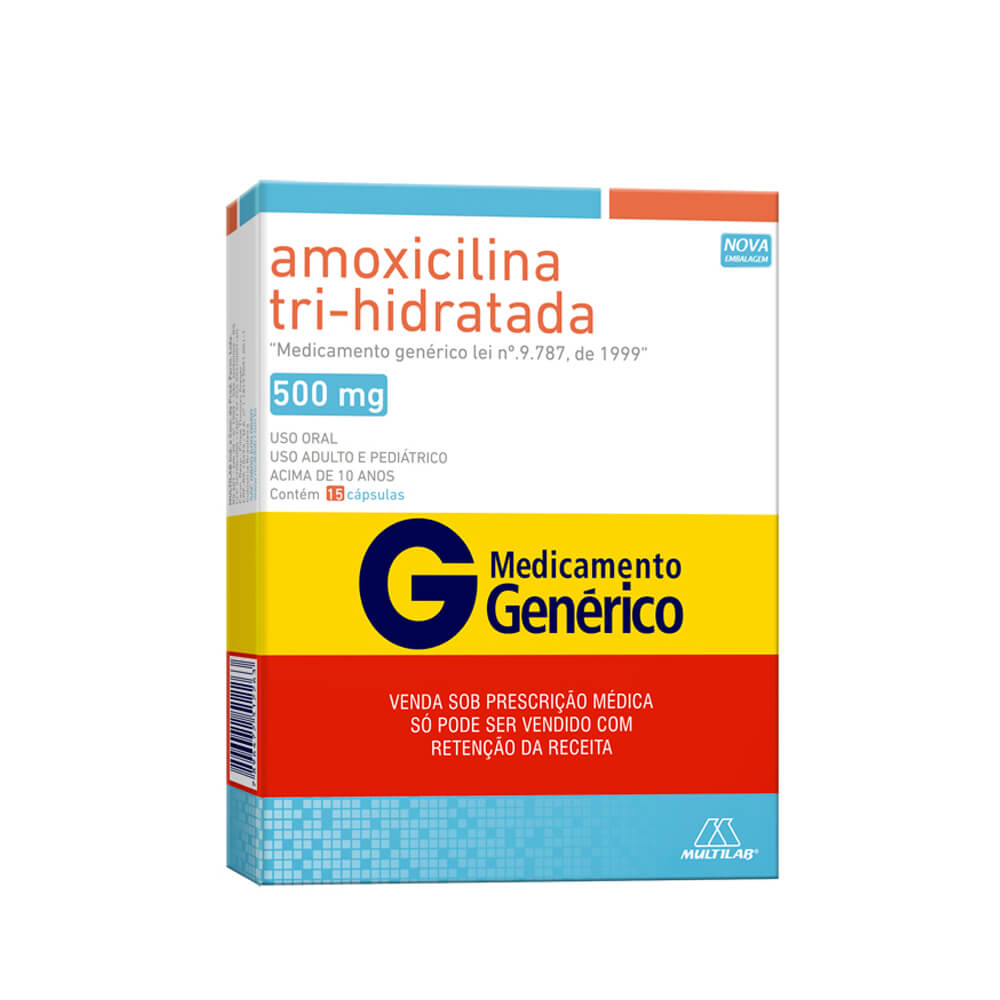 amoxicilina
tri-hidratada
"Medicamento genérico lei nº.9.787, de 1999"
500 mg
USO ORAL
USO ADULTO E PEDIÁTRICO
ACIMA DE 10 ANOS
Contém 15 cápsulas
NOVA
EMBALAGEM
G Medicamento
Genérico
VENDA SOB PRESCRIÇÃO MÉDICA
SÓ PODE SER VENDIDO COM
RETENÇÃO DA RECEITA
MULTILAB®